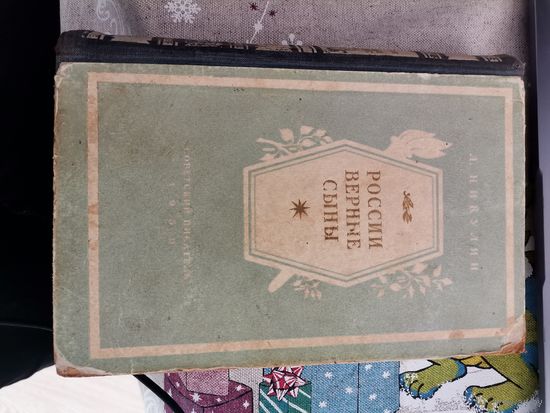 Л. НИКУЛИН
РОССИИ
ВЕРНЫЕ
СЫНЫ
СОВЕТСКИЙ ПИСАТЕЛЬ